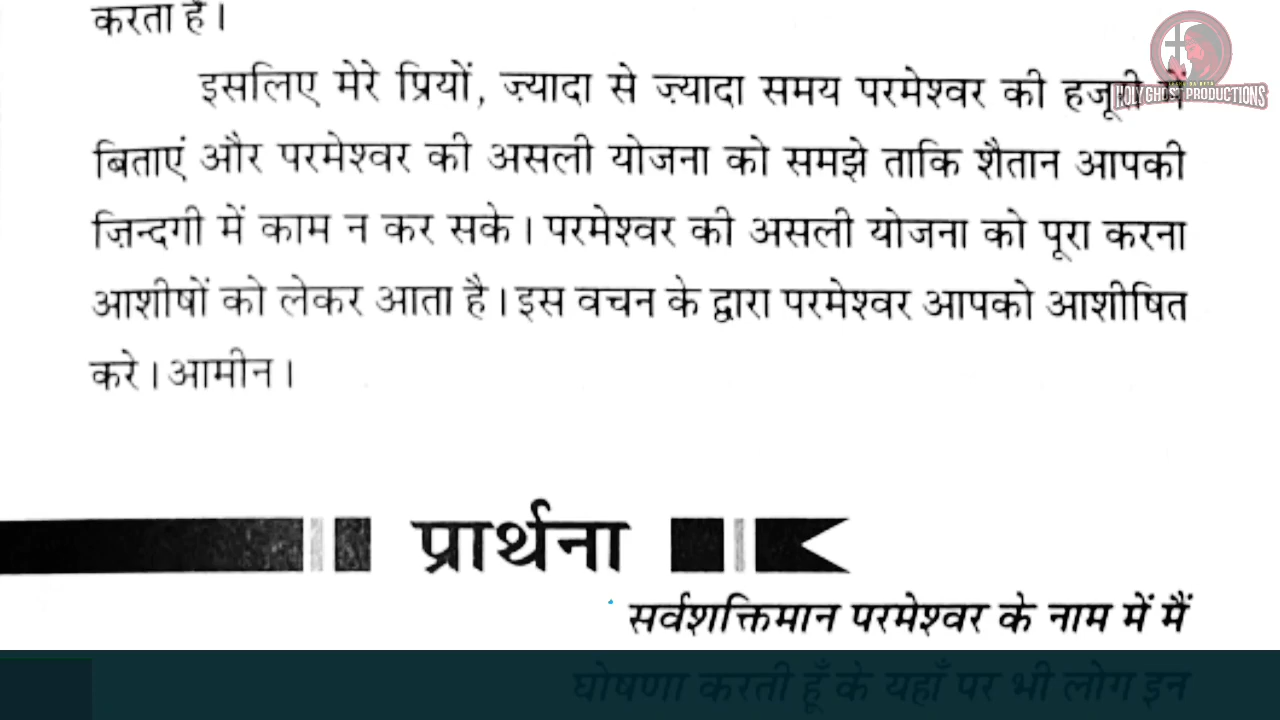 करता है।
इसलिए मेरे प्रियों, ज़्यादा से ज़्यादा समय परमेश्वर की हजूरी में
HOLY GHOST PRODUCTIONS
बिताएं और परमेश्वर की असली योजना को समझे ताकि शैतान आपकी
ज़िन्दगी में काम न कर सके। परमेश्वर की असली योजना को पूरा करना
आशीषों को लेकर आता है। इस वचन के द्वारा परमेश्वर आपको आशीषित
करे। आमीन।
प्रार्थना
सर्वशक्तिमान परमेश्वर के नाम में मैं
घोषणा करती हूँ के यहाँ पर भी लोग इन